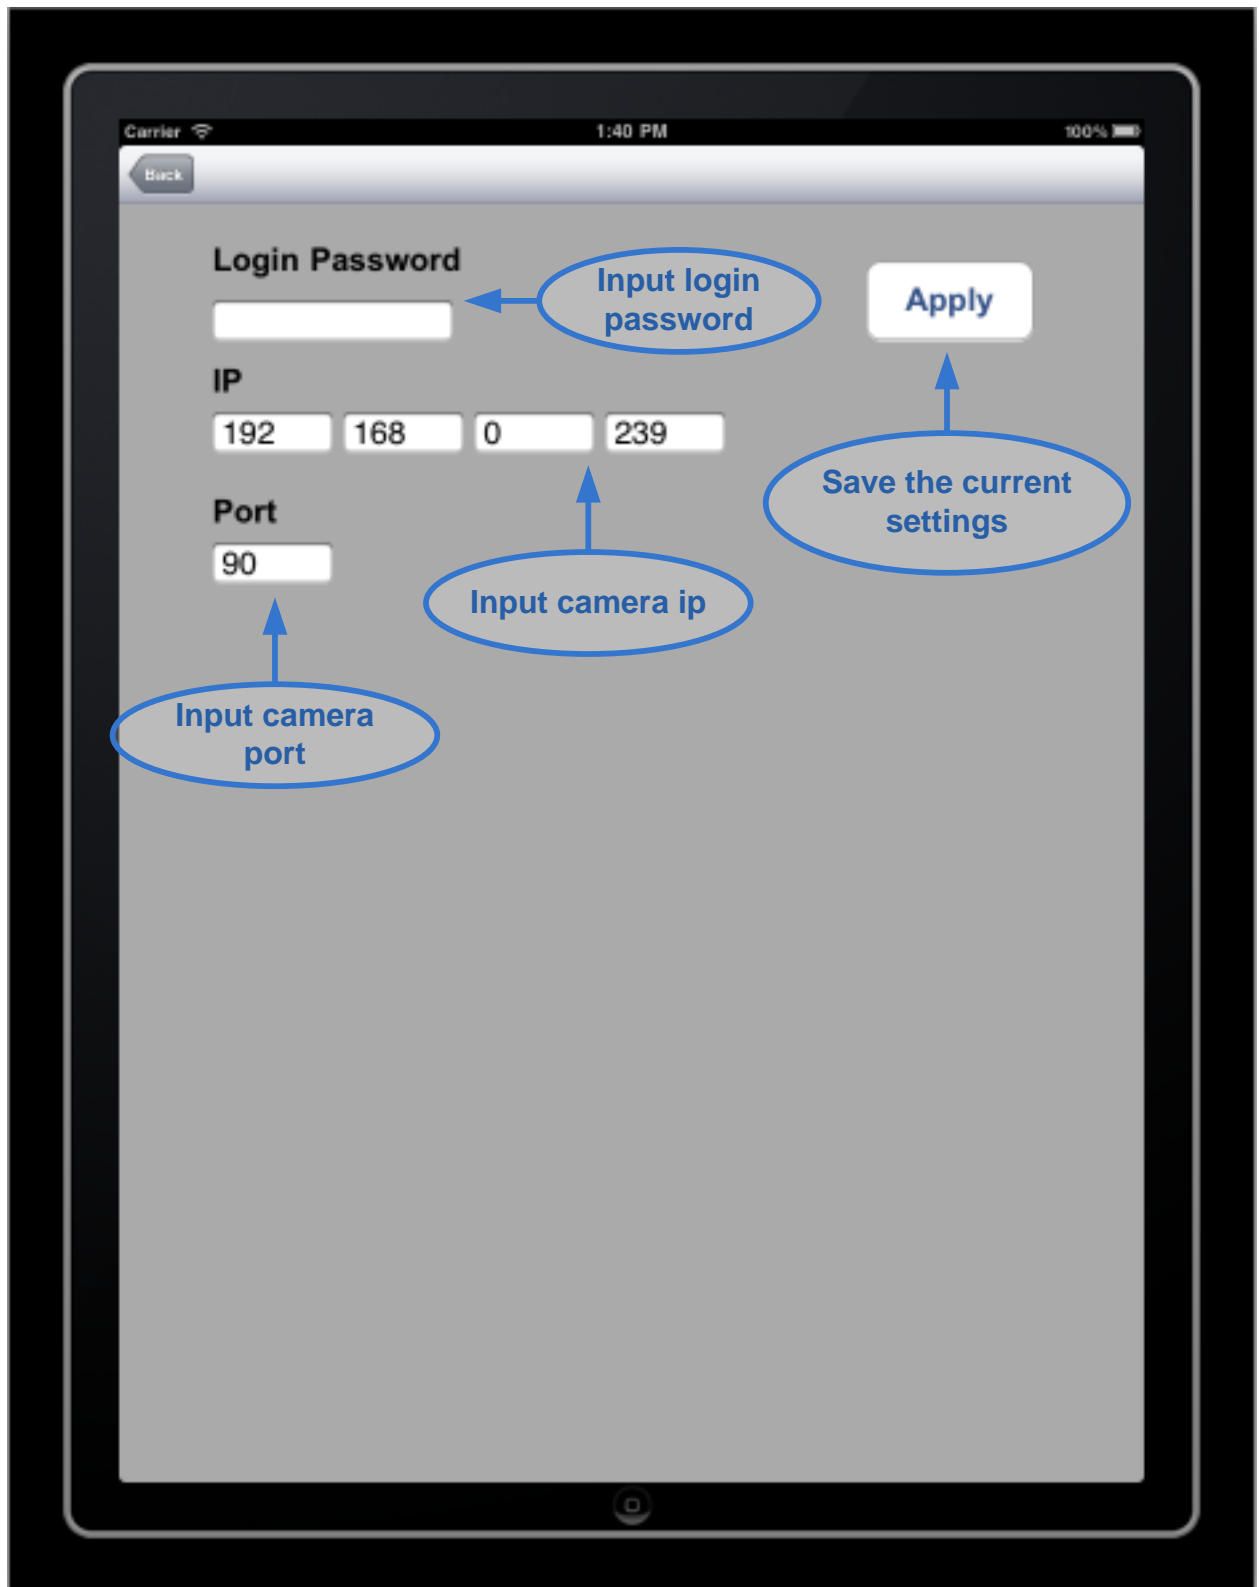 Carrier 1:40 PM 100%
Back
Login Password
Input login
password
Apply
IP
192 168 0 239
Save the current
settings
Port
90
Input camera ip
Input camera
port